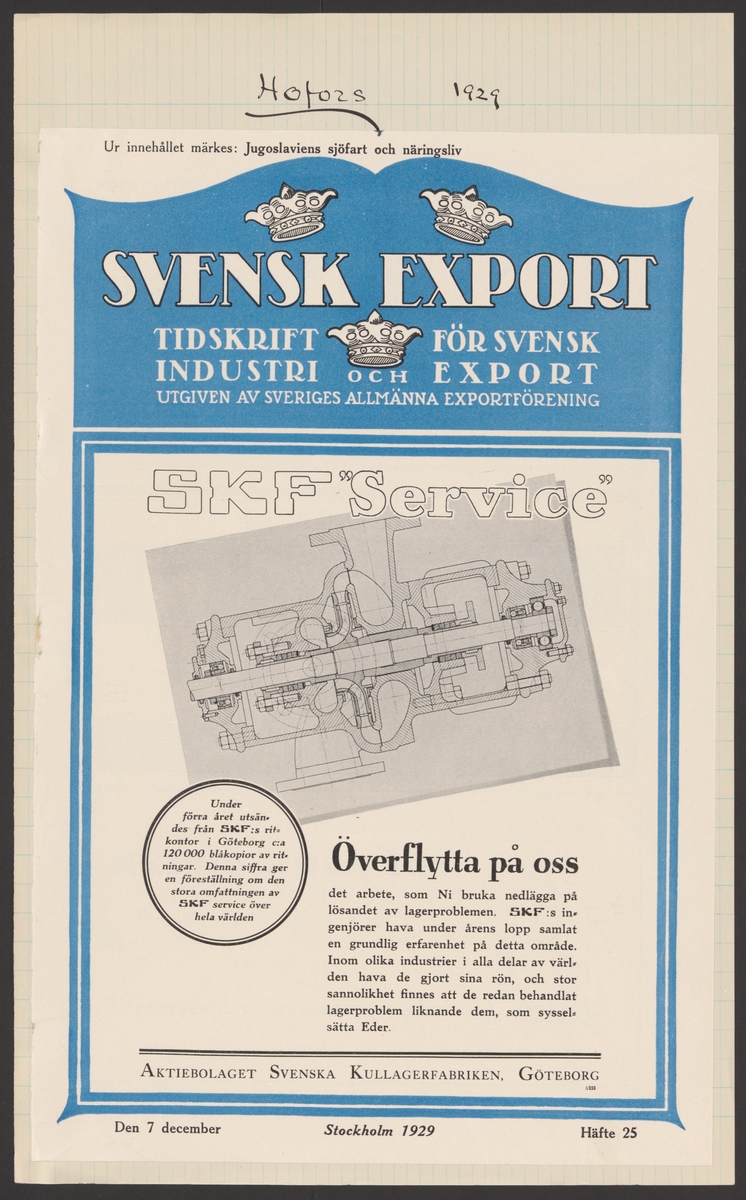 Hofors 1929
Ur innehållet märkes: Jugoslaviens sjöfart och näringsliv
SVENSK EXPORT
TIDSKRIFT FÖR SVENSK
INDUSTRI OCH EXPORT
UTGIVEN AV SVERIGES ALLMÄNNA EXPORTFÖRENING
SKF "Service"
Under
förra året utsän-
des från SKF:s rit-
kontor i Göteborg c:a
120 000 blåkopior av rit-
ningar. Denna siffra ger
en föreställning om den
stora omfattningen av
SKF service över
hela världen
Överflytta på oss
det arbete, som Ni bruka nedlägga på
lösandet av lagerproblemen. SKF:s in-
genjörer hava under årens lopp samlat
en grundlig erfarenhet på detta område.
Inom olika industrier i alla delar av värl-
den hava de gjort sina rön, och stor
sannolikhet finnes att de redan behandlat
lagerproblem liknande dem, som syssel-
sätta Eder.
AKTIEBOLAGET SVENSKA KULLAGERFABRIKEN, GÖTEBORG
Den 7 december Stockholm 1929 Häfte 25